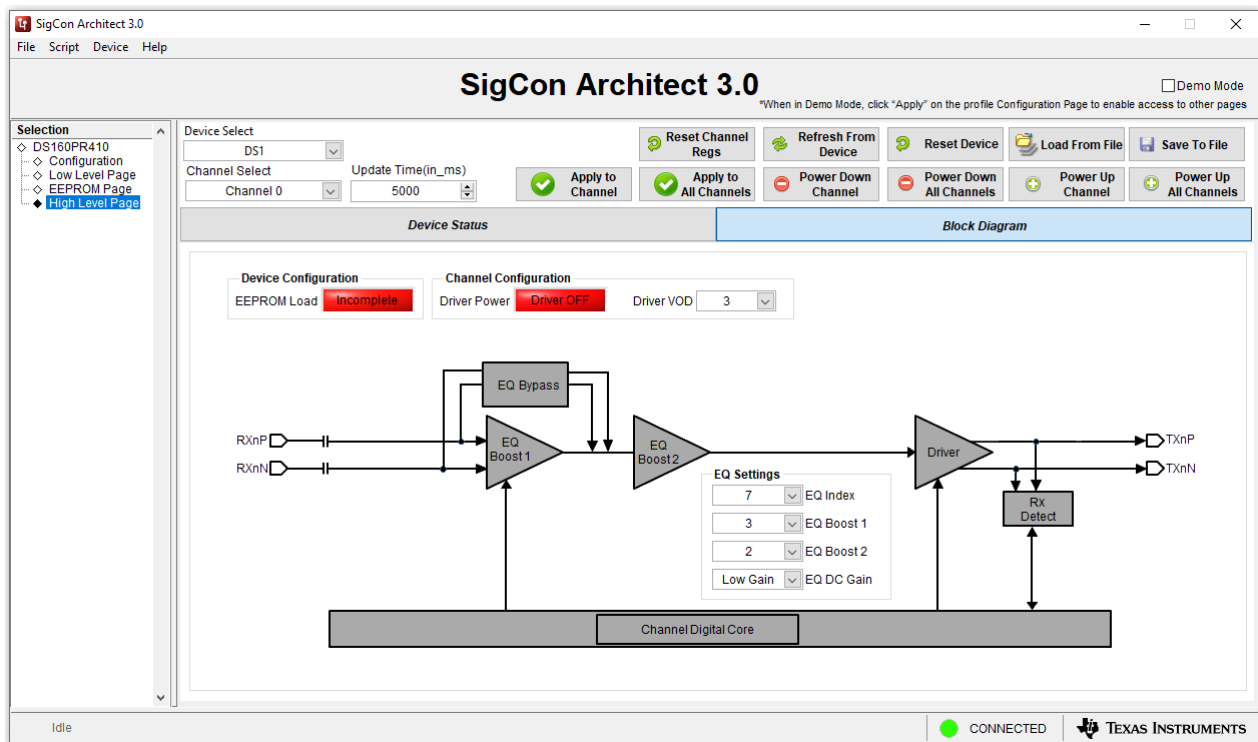 SigCon Architect 3.0
File Script Device Help
SigCon Architect 3.0
Demo Mode
*When in Demo Mode, click "Apply" on the profile Configuration Page to enable access to other pages
Selection
DS160PR410
Configuration
Low Level Page
EEPROM Page
High Level Page
Device Select
DS1
Channel Select
Channel 0
Update Time(in_ms)
5000
Reset Channel
Regs
Refresh From
Device
Reset Device
Load From File
Save To File
Apply to
Channel
Apply to
All Channels
Power Down
Channel
Power Down
All Channels
Power Up
Channel
Power Up
All Channels
Device Status
Block Diagram
Device Configuration
EEPROM Load Incomplete
Channel Configuration
Driver Power Driver OFF Driver VOD 3
EQ Bypass
RXnP
RXnN
EQ
Boost 1
EQ
Boost2
Driver
TXnP
TXnN
Rx
Detect
EQ Settings
7 EQ Index
3 EQ Boost 1
2 EQ Boost 2
Low Gain EQ DC Gain
Channel Digital Core
Idle
CONNECTED
TEXAS INSTRUMENTS